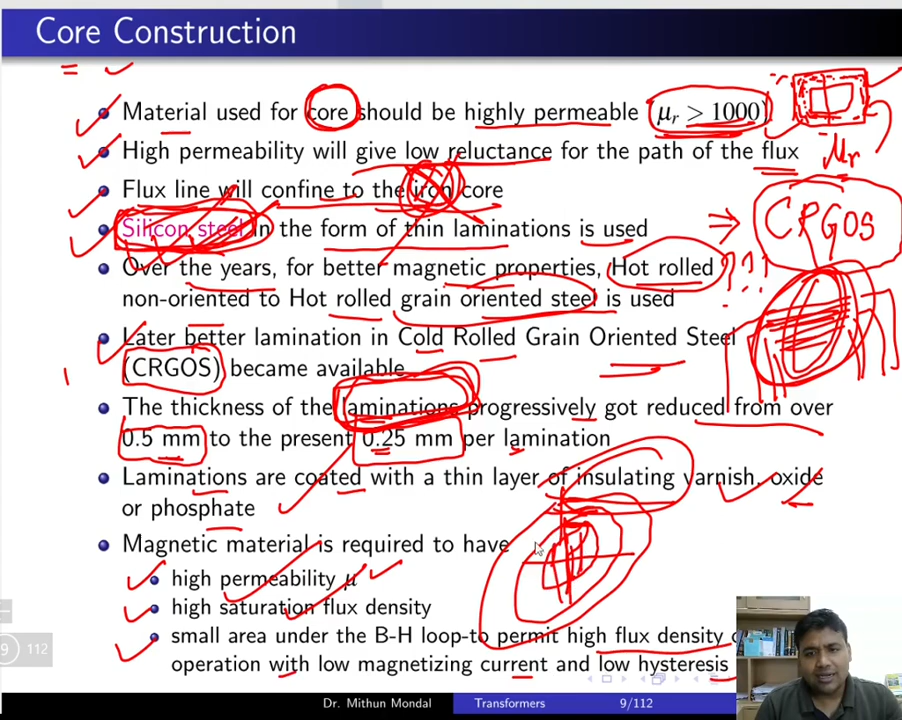 Core Construction
Material used for core should be highly permeable (μr > 1000)
μr
High permeability will give low reluctance for the path of the flux
Flux line will confine to the iron core
Silicon steel in the form of thin laminations is used
⇒ CRGOS
Over the years, for better magnetic properties, Hot rolled ???
non-oriented to Hot rolled grain oriented steel is used
Later better lamination in Cold Rolled Grain Oriented Steel
(CRGOS) became available
The thickness of the laminations progressively got reduced from over
0.5 mm to the present 0.25 mm per lamination
Laminations are coated with a thin layer of insulating varnish, oxide
or phosphate
Magnetic material is required to have
high permeability μ
high saturation flux density
small area under the B-H loop-to permit high flux density
operation with low magnetizing current and low hysteresis
9 112
Dr. Mithun Mondal Transformers 9/112